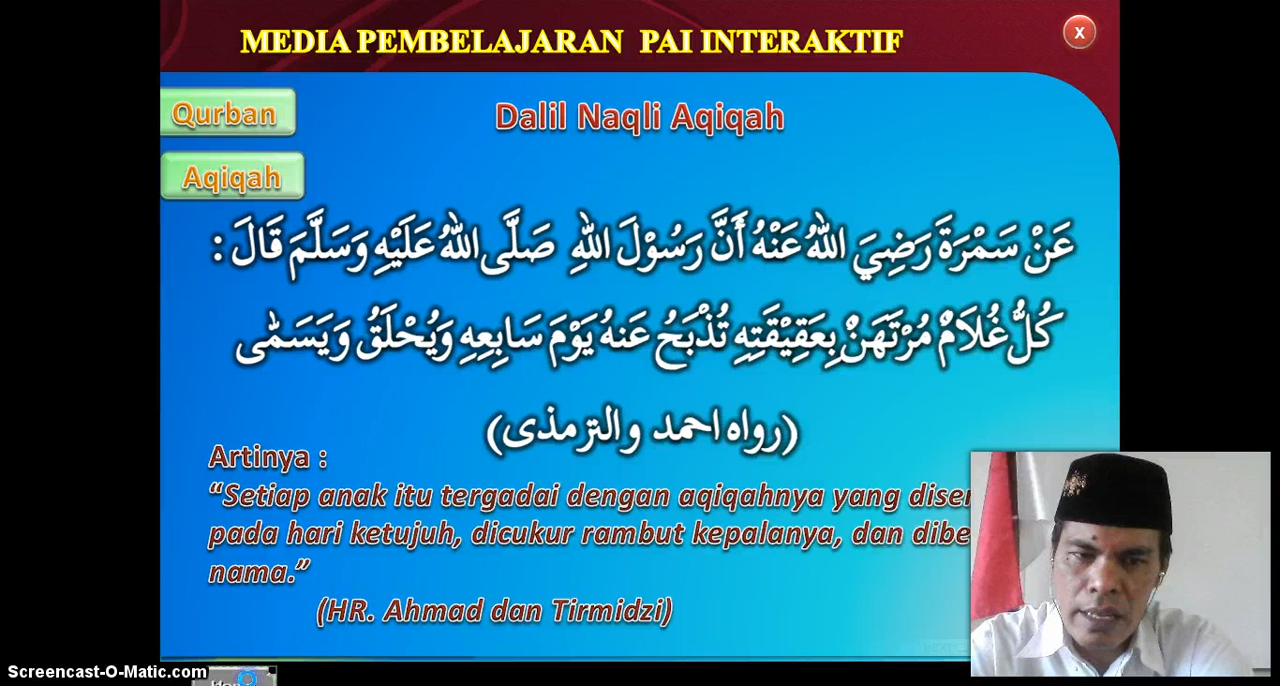 MEDIA PEMBELAJARAN PAI INTERAKTIF
X
Qurban
Dalil Naqli Aqiqah
Aqiqah
عَنْ سَمْرَةَ رَضِيَ اللهُ عَنْهُ أَنَّ رَسُوْلَ اللهِ صَلَّى اللهُ عَلَيْهِ وَسَلَّمَ قَالَ :
كُلُّ غُلَامٌ مُرْتَهَنٌ بِعَقِيْقَتِهِ تُذْبَحُ عَنهُ يَوْمَ سَابِعِهِ وَيُحْلَقُ وَيَسَمّٰى
(رواه احمد والترمذى)
Artinya :
“Setiap anak itu tergadai dengan aqiqahnya yang
pada hari ketujuh, dicukur rambut kepalanya, dan
nama.”
(HR. Ahmad dan Tirmidzi)
Screencast-O-Matic.com